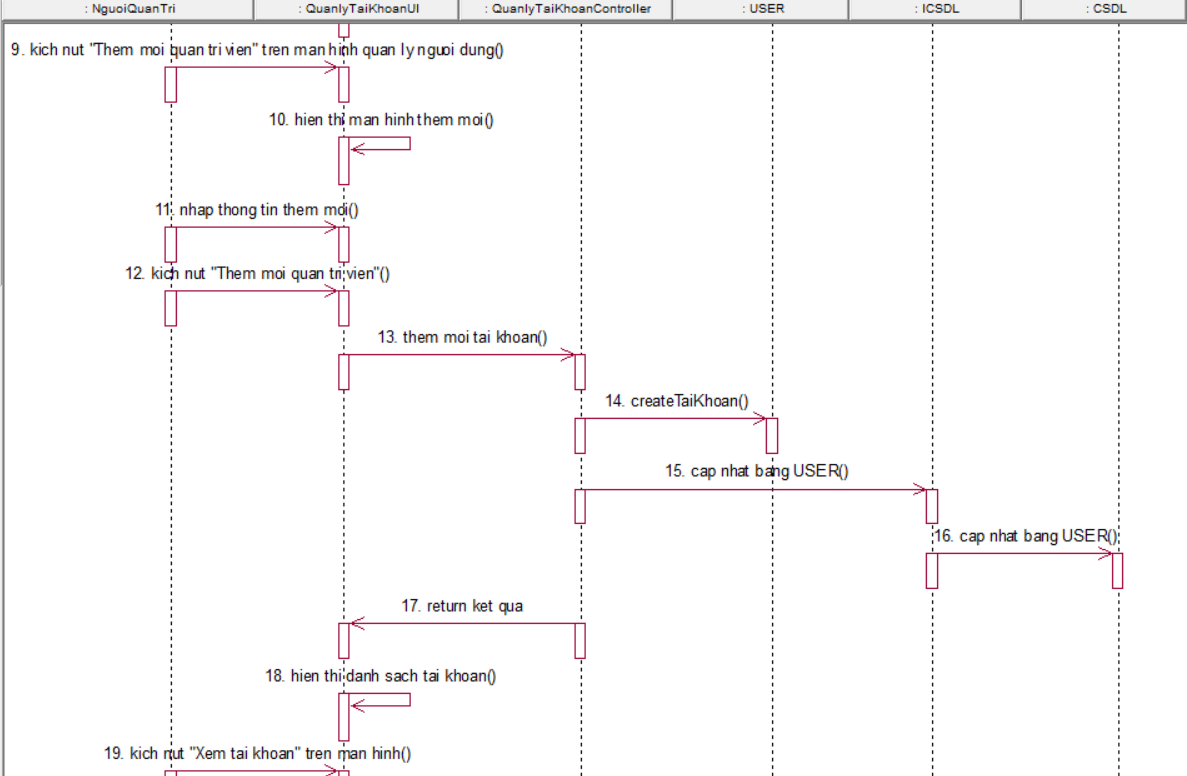 : NguoiQuanTri
: QuanlyTaiKhoanUI
: QuanlyTaiKhoanController
: USER
: ICSDL
: CSDL
9. kich nut "Them moi quan tri vien" tren man hinh quan ly nguoi dung()
10. hien thi man hinh them moi()
11. nhap thong tin them moi()
12. kich nut "Them moi quan tri vien"()
13. them moi tai khoan()
14. createTaiKhoan()
15. cap nhat bang USER()
16. cap nhat bang USER()
17. return ket qua
18. hien thi danh sach tai khoan()
19. kich nut "Xem tai khoan" tren man hinh()